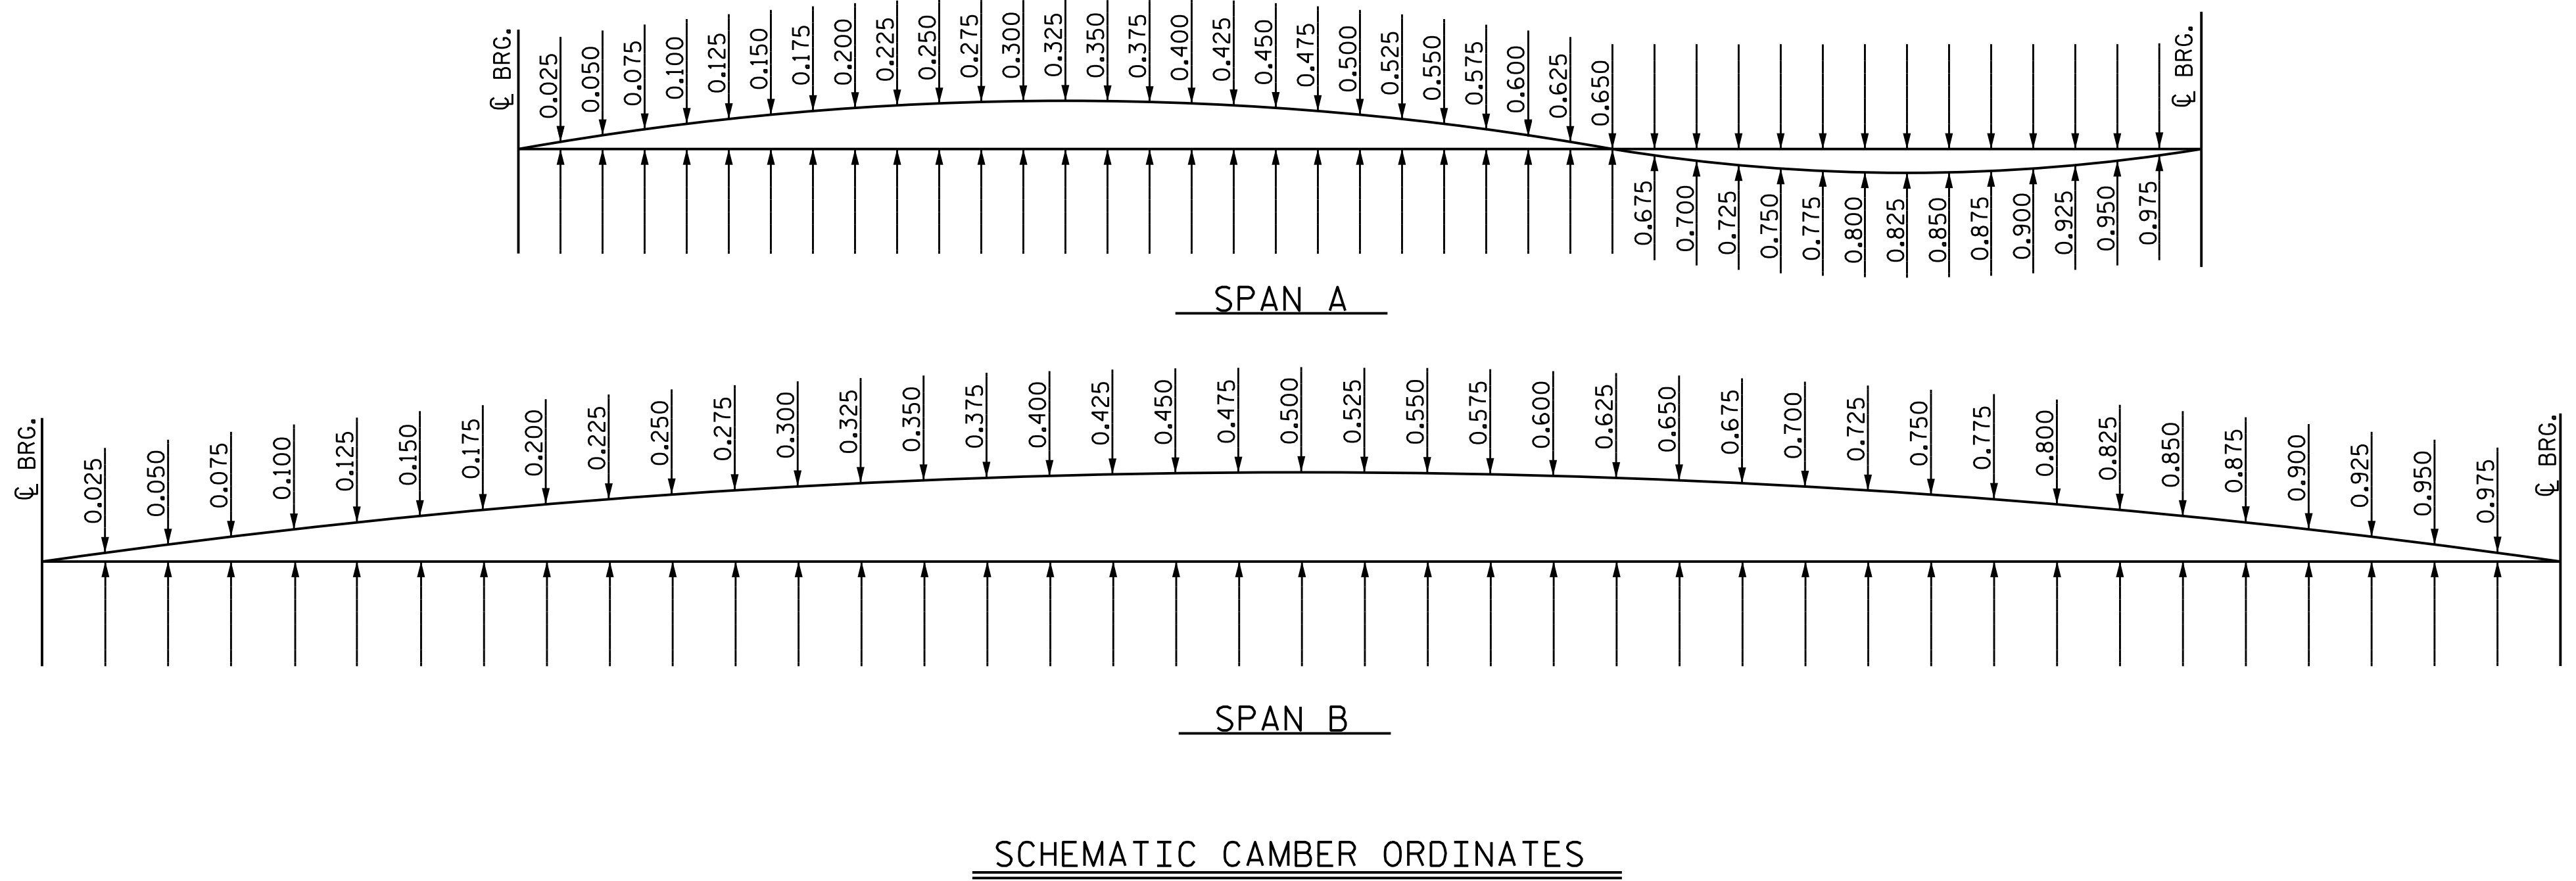 ℄ BRG. 0.025 0.050 0.075 0.100 0.125 0.150 0.175 0.200 0.225 0.250 0.275 0.300 0.325 0.350 0.375 0.400 0.425 0.450 0.475 0.500 0.525 0.550 0.575 0.600 0.625 0.650 ℄ BRG.
0.675 0.700 0.725 0.750 0.775 0.800 0.825 0.850 0.875 0.900 0.925 0.950 0.975
SPAN A
℄ BRG. 0.025 0.050 0.075 0.100 0.125 0.150 0.175 0.200 0.225 0.250 0.275 0.300 0.325 0.350 0.375 0.400 0.425 0.450 0.475 0.500 0.525 0.550 0.575 0.600 0.625 0.650 0.675 0.700 0.725 0.750 0.775 0.800 0.825 0.850 0.875 0.900 0.925 0.950 0.975 ℄ BRG.
SPAN B
SCHEMATIC CAMBER ORDINATES